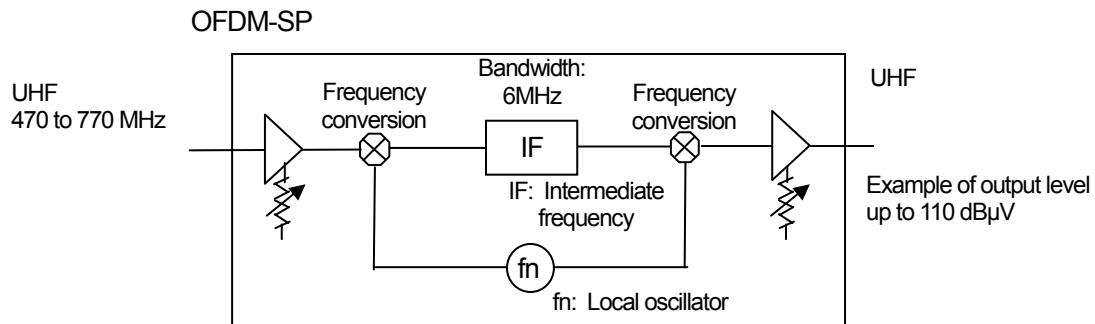 OFDM-SP
UHF
470 to 770 MHz
Frequency
conversion
Bandwidth:
6MHz
Frequency
conversion
UHF
IF
IF: Intermediate
frequency
Example of output level
up to 110 dBµV
fn
fn: Local oscillator